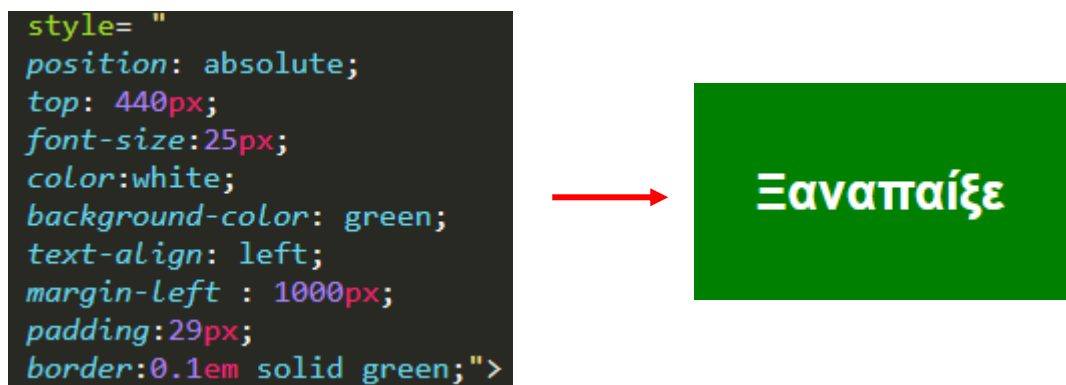 style= "
position: absolute;
top: 440px;
font-size:25px;
color:white;
background-color: green;
text-align: left;
margin-left : 1000px;
padding:29px;
border:0.1em solid green;">
Ξαναπαίξε